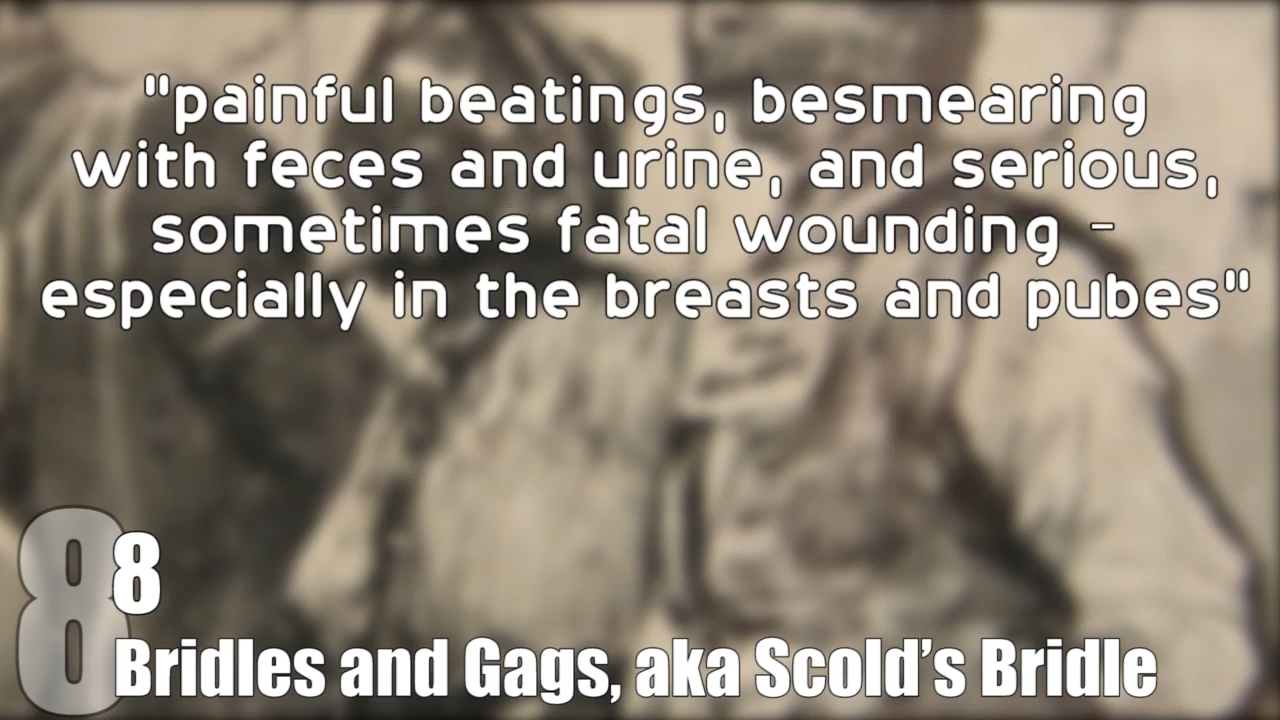 "painful beatings, besmearing
with feces and urine, and serious,
sometimes fatal wounding -
especially in the breasts and pubes"
8
8
Bridles and Gags, aka Scold's Bridle